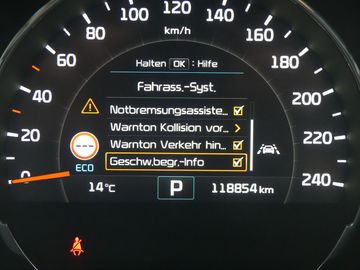 80
100
120
140
160
180
200
220
240
60
40
20
0
km/h
Halten OK : Hilfe
Fahrass.-Syst.
Notbremsungsassiste...
Warnton Kollision vor...
Warnton Verkehr hin...
Geschw.begr.-Info
ECO
14°C
P
118854 km